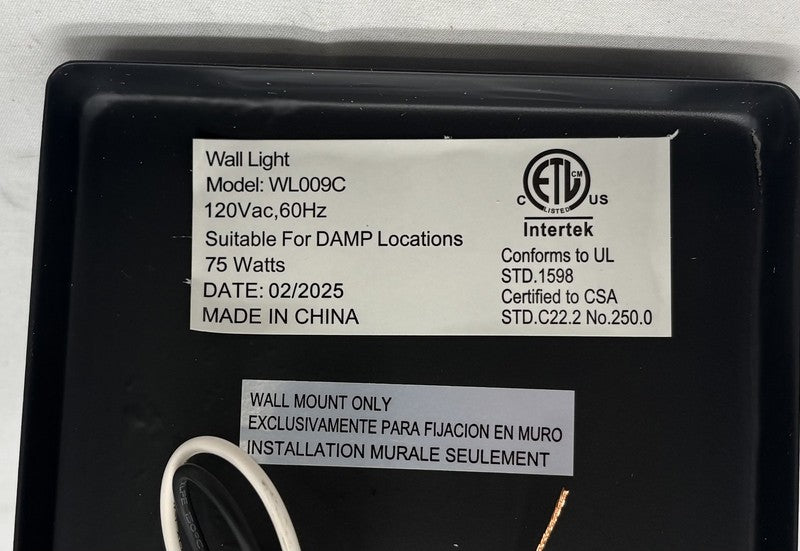 Wall Light
Model: WL009C
120Vac,60Hz
Suitable For DAMP Locations
75 Watts
DATE: 02/2025
MADE IN CHINA
ETL CM
C LISTED US
Intertek
Conforms to UL
STD.1598
Certified to CSA
STD.C22.2 No.250.0
WALL MOUNT ONLY
EXCLUSIVAMENTE PARA FIJACION EN MURO
INSTALLATION MURALE SEULEMENT